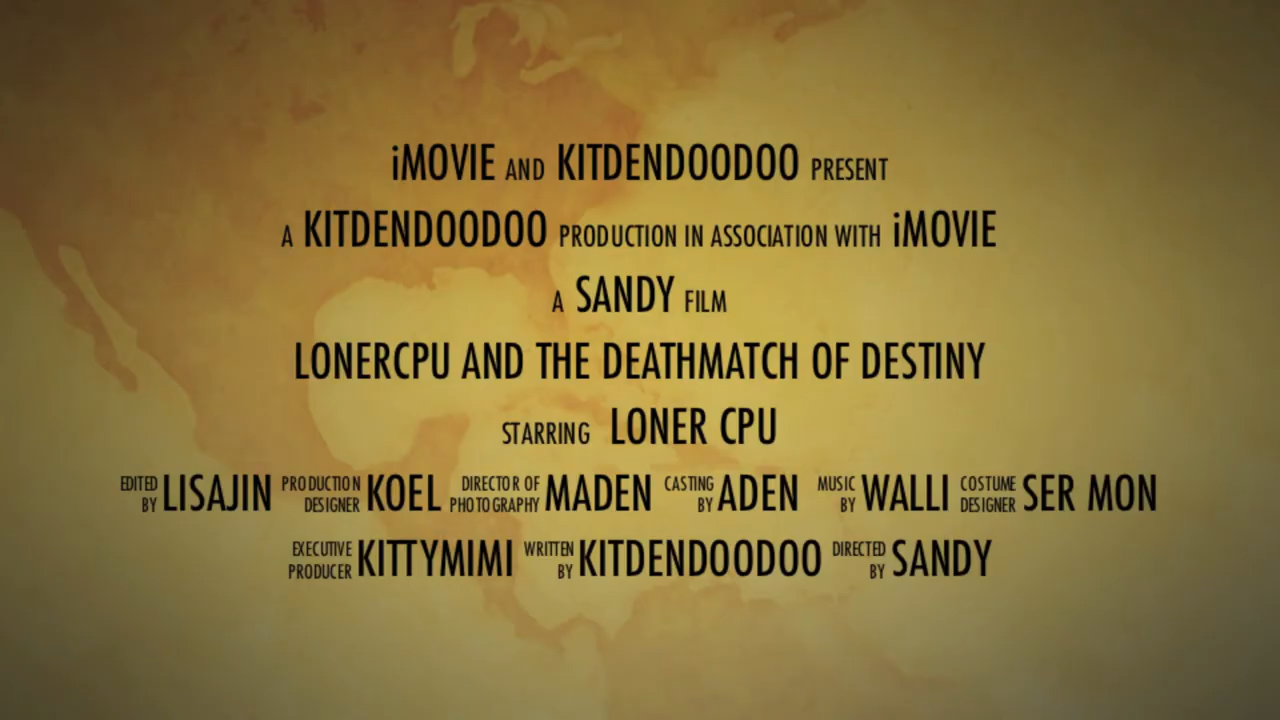 iMOVIE AND KITDENDOODOO PRESENT
A KITDENDOODOO PRODUCTION IN ASSOCIATION WITH iMOVIE
A SANDY FILM
LONERCPU AND THE DEATHMATCH OF DESTINY
STARRING LONER CPU
EDITED BY LISAJIN PRODUCTION DESIGNER KOEL DIRECTOR OF PHOTOGRAPHY MADEN CASTING BY ADEN MUSIC BY WALLI COSTUME DESIGNER SER MON
EXECUTIVE PRODUCER KITTYMIMI WRITTEN BY KITDENDOODOO DIRECTED BY SANDY